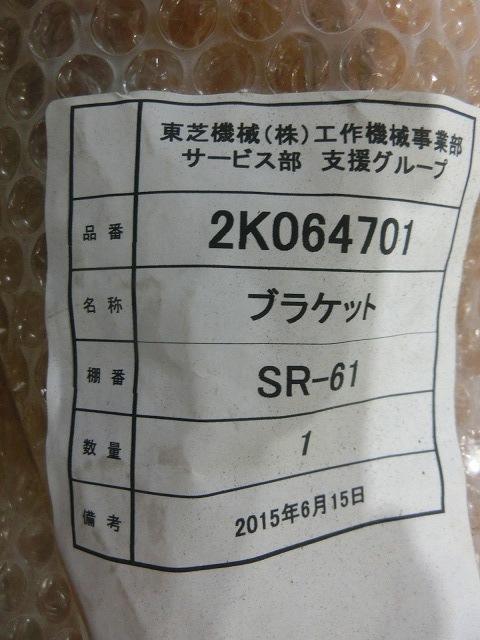 東芝機械(株)工作機械事業部
サービス部 支援グループ
品番 2K064701
名称 ブラケット
棚番 SR-61
数量 1
備考 2015年6月15日